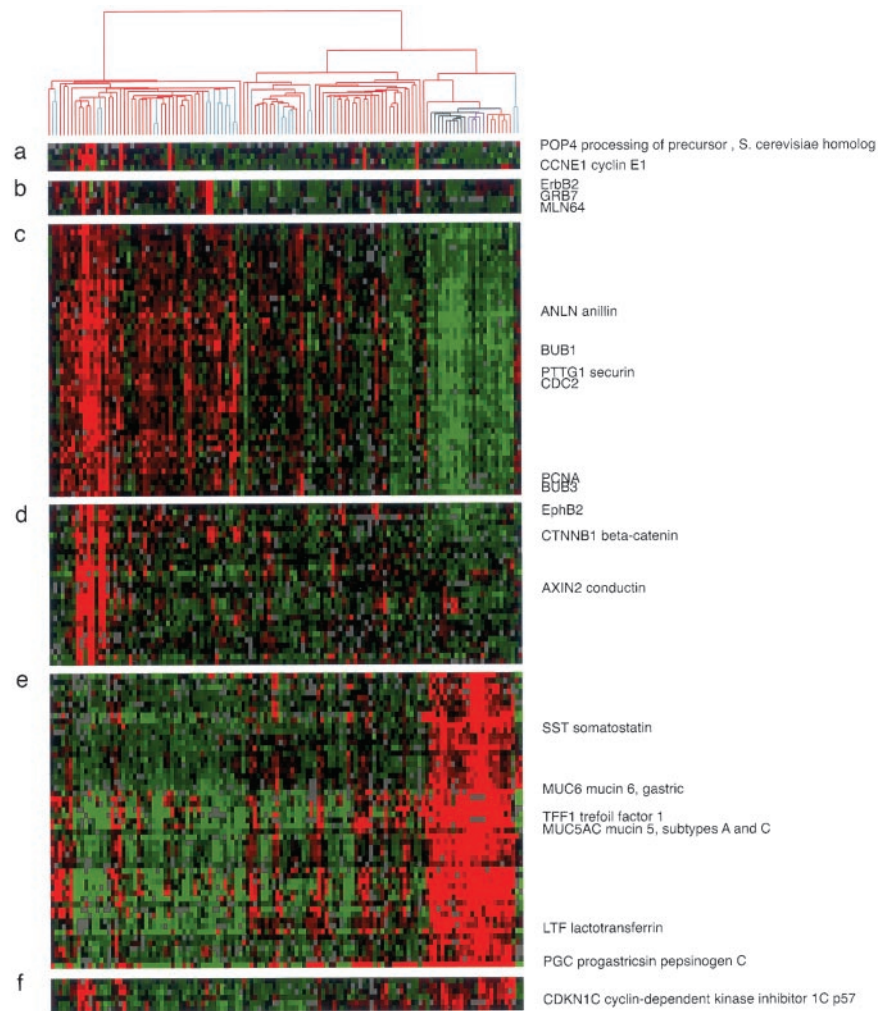 a
POP4 processing of precursor , S. cerevisiae homolog
CCNE1 cyclin E1
b
ErbB2
GRB7
MLN64
c
ANLN anillin
BUB1
PTTG1 securin
CDC2
PCNA
BUB3
d
EphB2
CTNNB1 beta-catenin
AXIN2 conductin
e
SST somatostatin
MUC6 mucin 6, gastric
TFF1 trefoil factor 1
MUC5AC mucin 5, subtypes A and C
LTF lactotransferrin
PGC progastricsin pepsinogen C
f
CDKN1C cyclin-dependent kinase inhibitor 1C p57